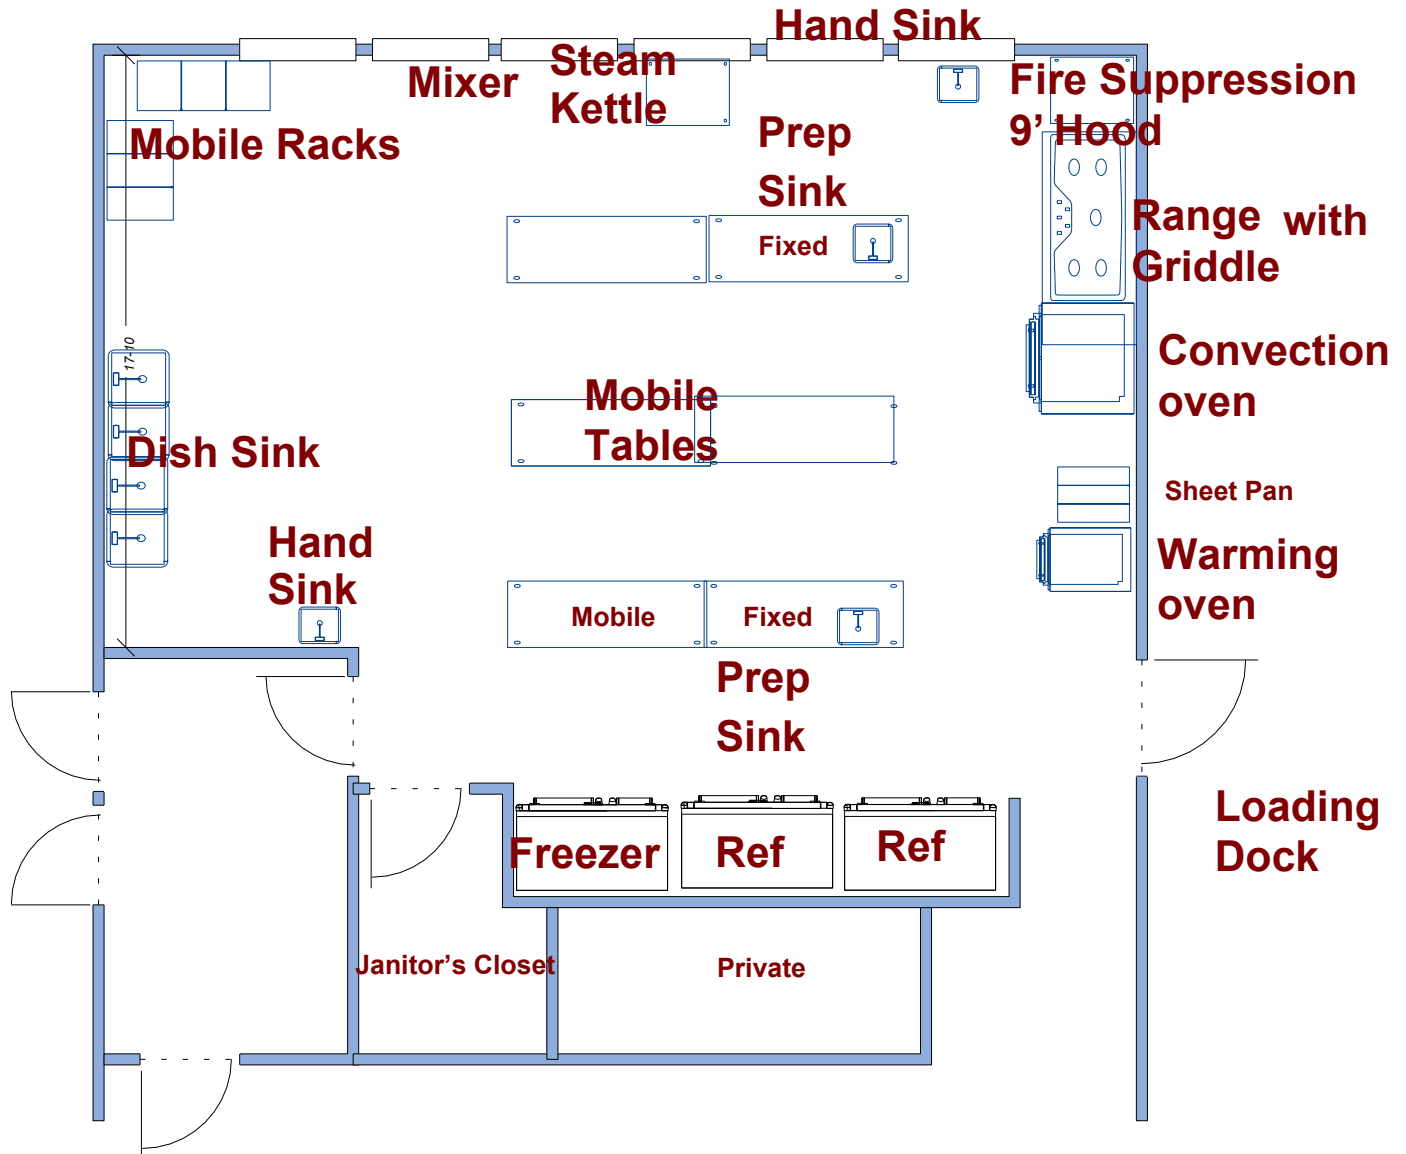 Hand Sink
Mixer
Steam
Kettle
Fire Suppression
9’ Hood
Mobile Racks
Prep
Sink
Fixed
Range with
Griddle
17-10
Convection
oven
Mobile
Tables
Dish Sink
Sheet Pan
Hand
Sink
Warming
oven
Mobile
Fixed
Prep
Sink
Loading
Dock
Freezer
Ref
Ref
Janitor’s Closet
Private